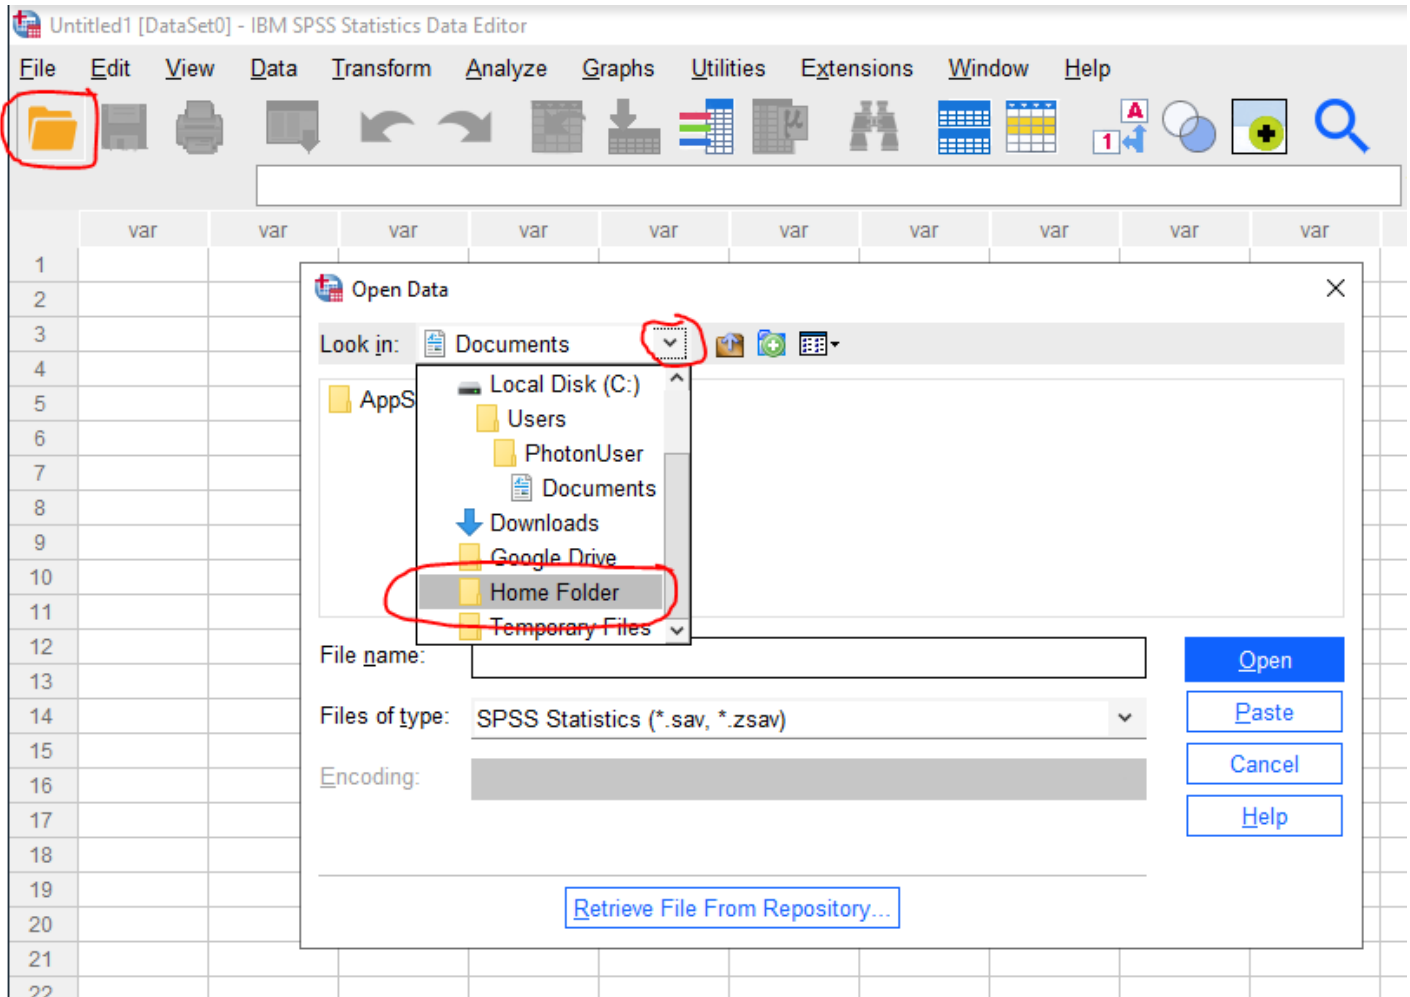 Untitled1 [DataSet0] - IBM SPSS Statistics Data Editor
File Edit View Data Transform Analyze Graphs Utilities Extensions Window Help
A
1
µ
var var var var var var var var var var
1
2
Open Data
3
Look in: Documents
4
Local Disk (C:)
5
AppS
Users
6
PhotonUser
7
Documents
8
Downloads
9
Google Drive
10
Home Folder
11
Temporary Files
12
File name:
Open
13
14
Files of type: SPSS Statistics (*.sav, *.zsav)
Paste
15
Cancel
16
Encoding:
17
Help
18
19
Retrieve File From Repository...
20
21
22